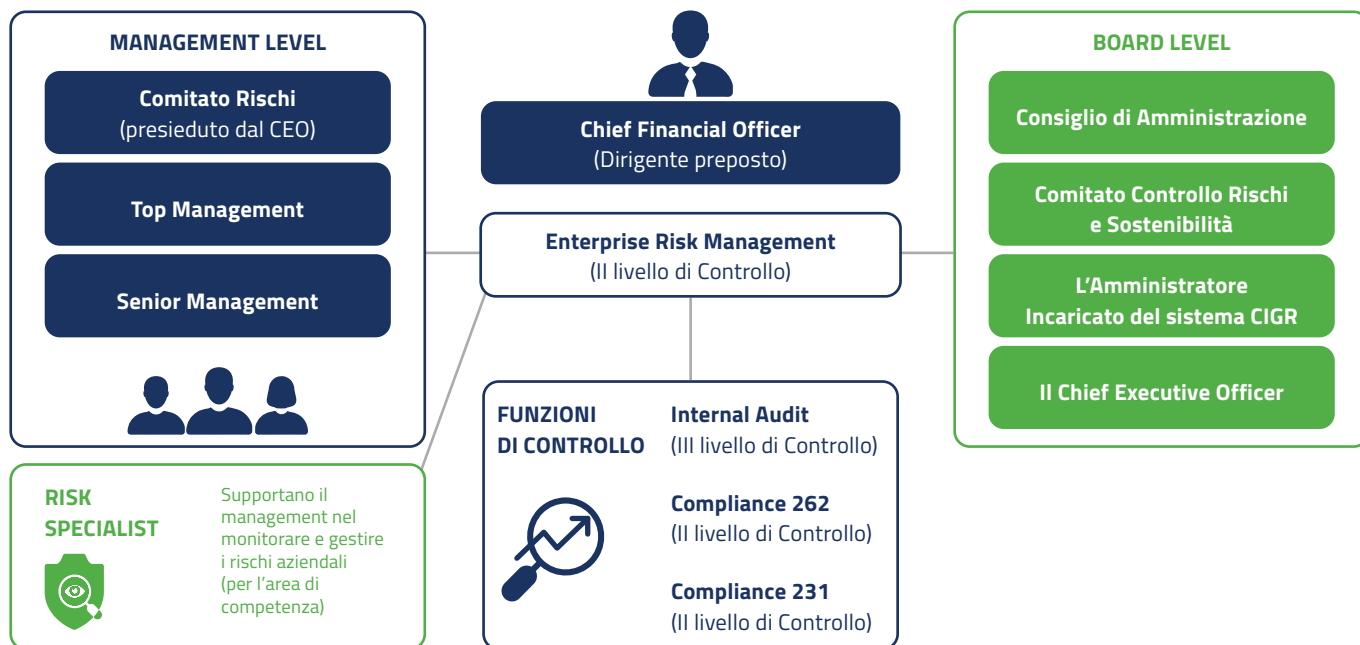 MANAGEMENT LEVEL
Comitato Rischi
(presieduto dal CEO)
Top Management
Senior Management
Chief Financial Officer
(Dirigente preposto)
Enterprise Risk Management
(II livello di Controllo)
BOARD LEVEL
Consiglio di Amministrazione
Comitato Controllo Rischi
e Sostenibilità
L’Amministratore
Incaricato del sistema CIGR
Il Chief Executive Officer
RISK
SPECIALIST
Supportano il
management nel
monitorare e gestire
i rischi aziendali
(per l’area di
competenza)
FUNZIONI
DI CONTROLLO
Internal Audit
(III livello di Controllo)
Compliance 262
(II livello di Controllo)
Compliance 231
(II livello di Controllo)